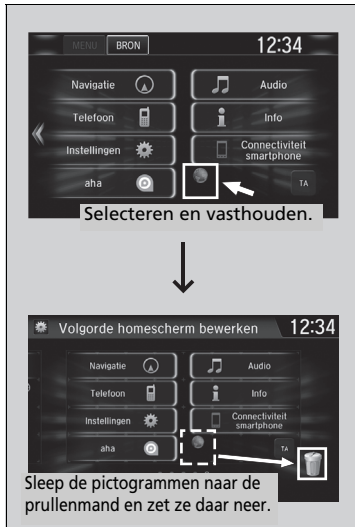 MENU BRON 12:34
Navigatie Audio
Telefoon Info
Instellingen Connectiviteit
smartphone
aha TA
Selecteren en vasthouden.
Volgorde homescherm bewerken 12:34
Navigatie Audio
Telefoon Info
Instellingen Connectiviteit
smartphone
aha TA
Sleep de pictogrammen naar de
prullenmand en zet ze daar neer.